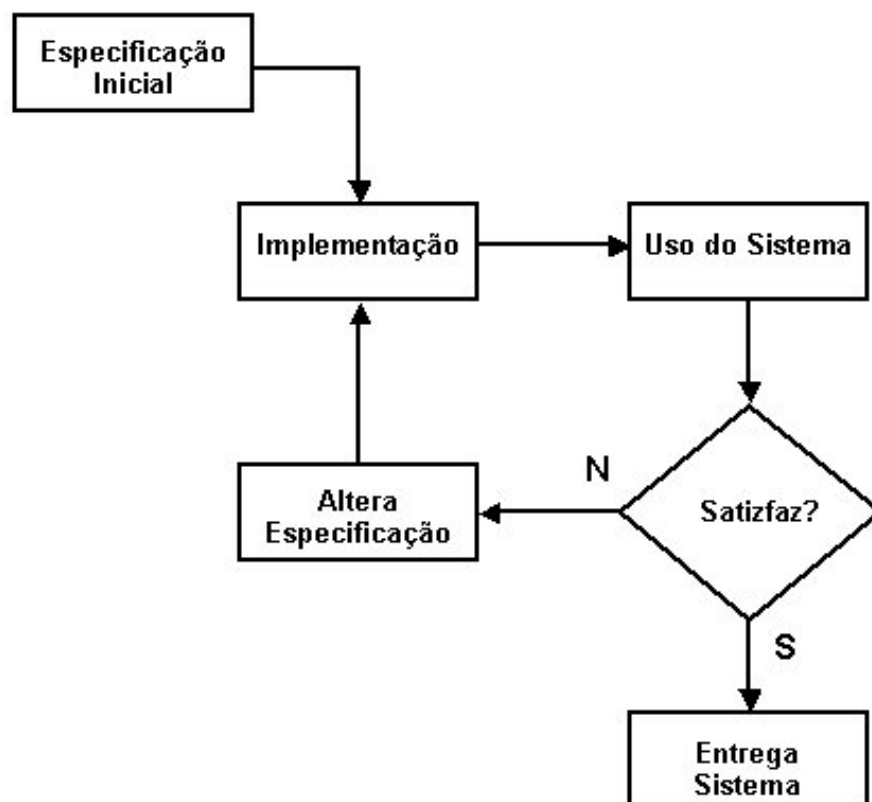 Especificação
Inicial
Implementação
Uso do Sistema
Altera
Especificação
N
Satizfaz?
S
Entrega
Sistema